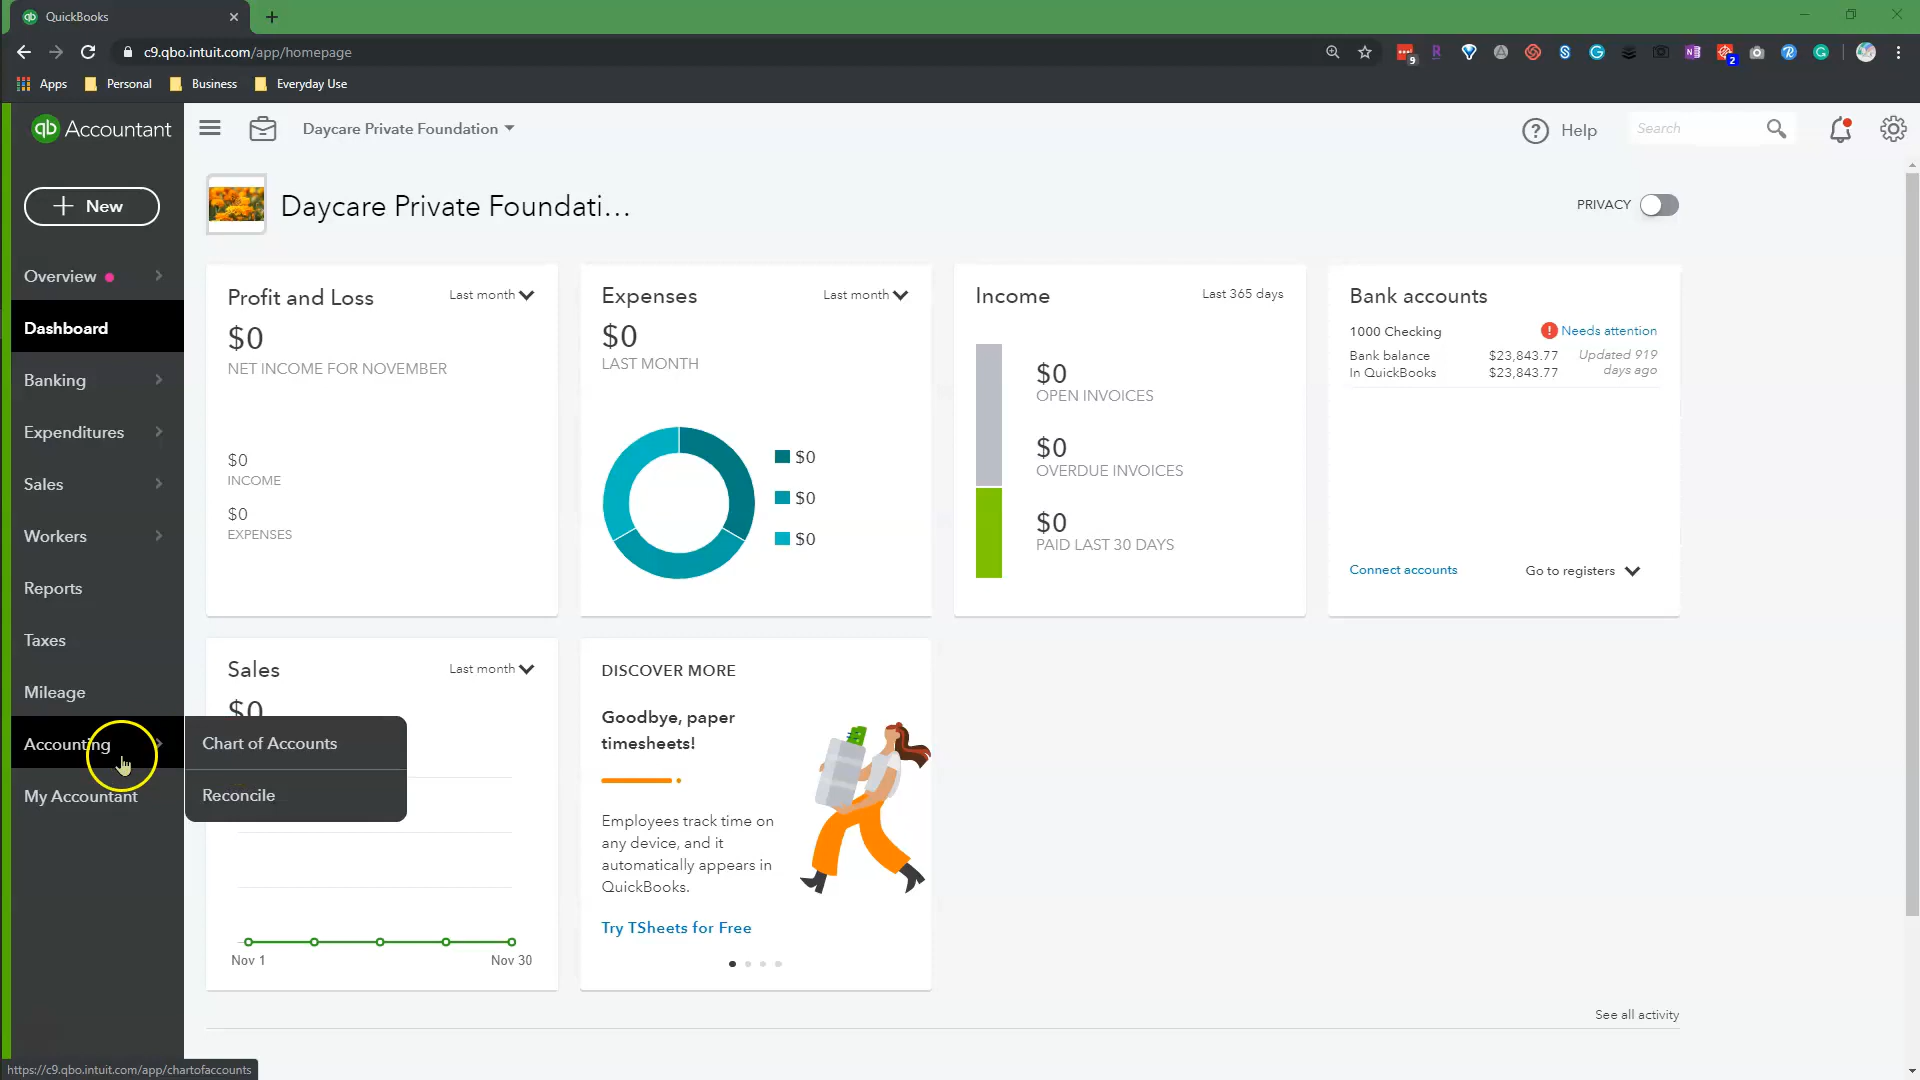 QuickBooks
c9.qbo.intuit.com/app/homepage
9
2
Apps
Personal
Business
Everyday Use
qb Accountant
Daycare Private Foundation
Help
Search
New
Daycare Private Foundati...
PRIVACY
Overview
Dashboard
Banking
Expenditures
Sales
Workers
Reports
Taxes
Mileage
Accounting
My Accountant
Chart of Accounts
Reconcile
Profit and Loss
Last month
$0
NET INCOME FOR NOVEMBER
$0
INCOME
$0
EXPENSES
Expenses
Last month
$0
LAST MONTH
$0
$0
$0
Income
Last 365 days
$0
OPEN INVOICES
$0
OVERDUE INVOICES
$0
PAID LAST 30 DAYS
Bank accounts
1000 Checking
Needs attention
Bank balance $23,843.77 Updated 919
In QuickBooks $23,843.77 days ago
Connect accounts
Go to registers
Sales
Last month
$0
Nov 1
Nov 30
DISCOVER MORE
Goodbye, paper
timesheets!
Employees track time on
any device, and it
automatically appears in
QuickBooks.
Try TSheets for Free
See all activity
https://c9.qbo.intuit.com/app/chartofaccounts